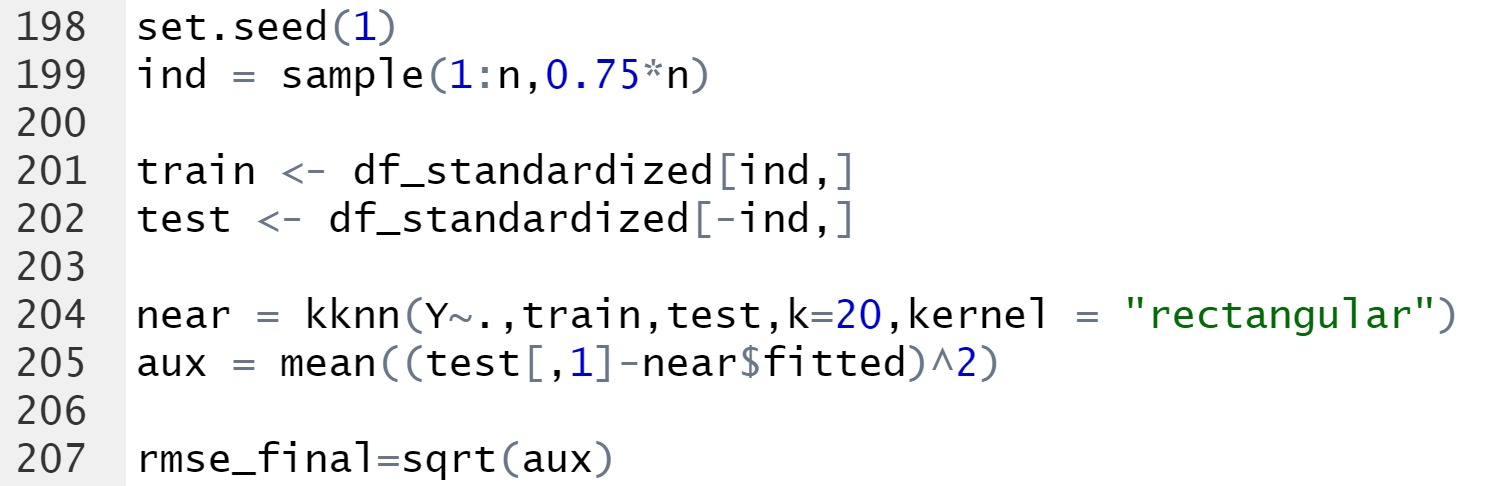 198 set.seed(1)
199 ind = sample(1:n,0.75*n)
200
201 train <- df_standardized[ind,]
202 test <- df_standardized[-ind,]
203
204 near = kknn(Y~.,train,test,k=20,kernel = "rectangular")
205 aux = mean((test[,1]-near$fitted)^2)
206
207 rmse_final=sqrt(aux)